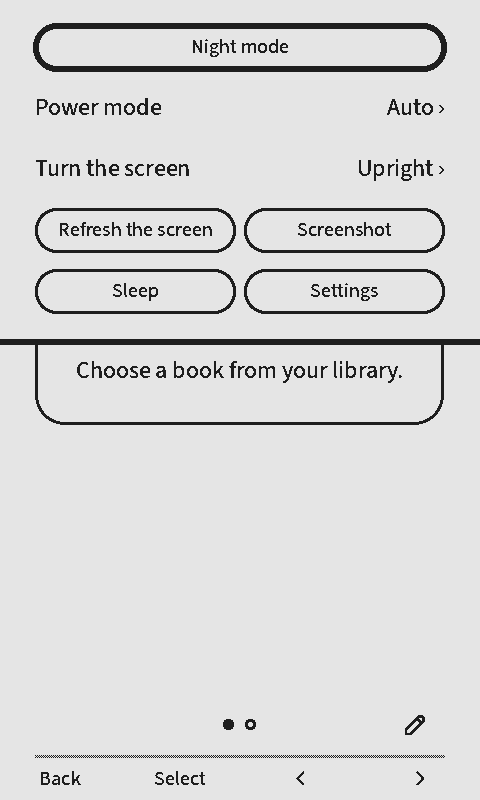 Night mode
Power mode Auto ›
Turn the screen Upright ›
Refresh the screen Screenshot
Sleep Settings
Choose a book from your library.
Back Select